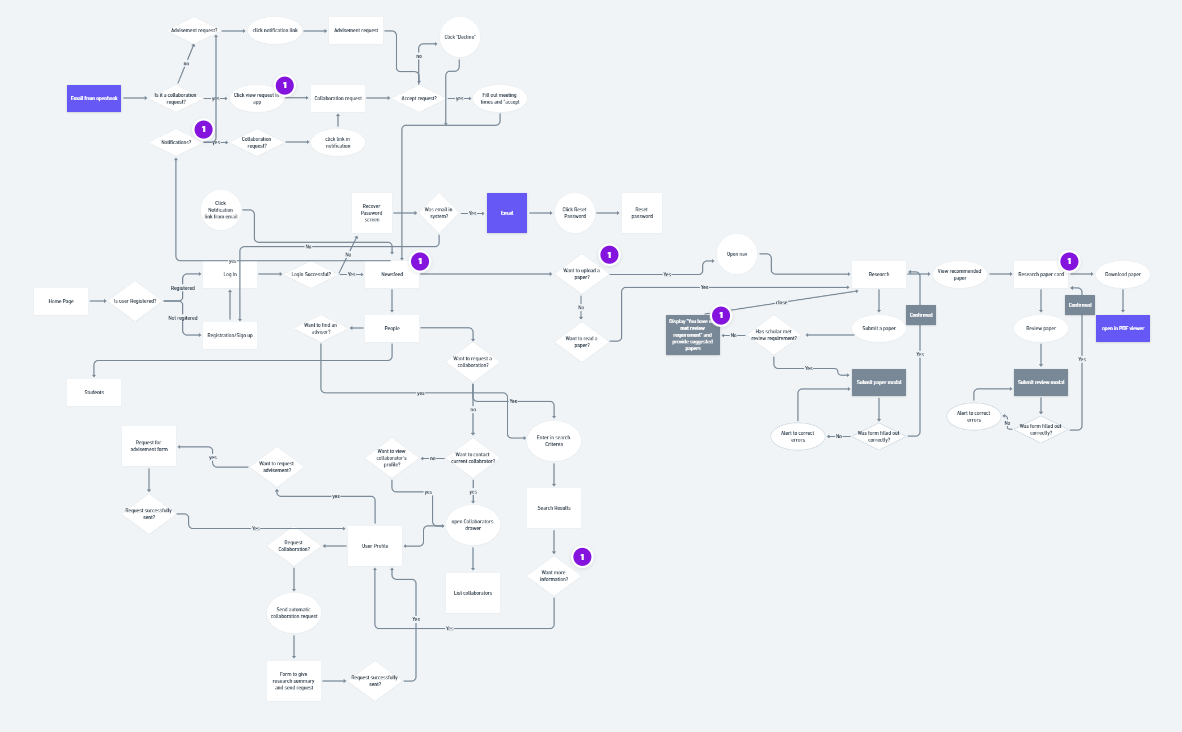 Advisement request?
click notification link
Advisement request
Click "Decline"
no
no
Email from openbook
Is it a collaboration
request?
yes
Click view request in
app
1
Collaboration request
Accept request?
yes
Fill out meeting
times and "accept
Notifications?
1
yes
Collaboration
request?
click link in
notification
Click
Notification
link from email
Recover
Password
screen
Was email in
system?
Yes
Email
Click Reset
Password
Reset
password
No
No
yes
Log In
Login Successful?
Yes
Newsfeed
1
Want to upload a
paper?
1
Yes
Open nav
Research
View recommended
paper
Research paper card
1
Download paper
Home Page
Is user Registered?
Registered
Not regitered
Registration/Sign up
Yes
close
No
Confirmed
Confirmed
Want to find an
advisor?
People
Want to read a
paper?
Display "You have
met review
requirement" and
provide suggested
papers
1
No
Has scholar met
review requirement?
Submit a paper
Review paper
open in PDF viewer
Want to request a
collaboration?
Yes
Yes
Yes
Submit paper modal
Submit review modal
Students
yes
Yes
no
Alert to correct
errors
No
Was form filled out
correctly?
Alert to correct
errors
No
Was form filled out
correctly?
Enter in search
Criteria
Request for
advisement form
yes
Want to request
advisement?
Want to view
collaborator's
profile?
no
Want to contact
current collabrator?
yes
yes
yes
Search Results
Request successfully
sent?
Yes
open Collaborators
drawer
Request
Collaboration?
User Profile
Want more
information?
1
List collaborators
Send automatic
collaboration request
Yes
Yes
Form to give
research summary
and send request
Request successfully
sent?